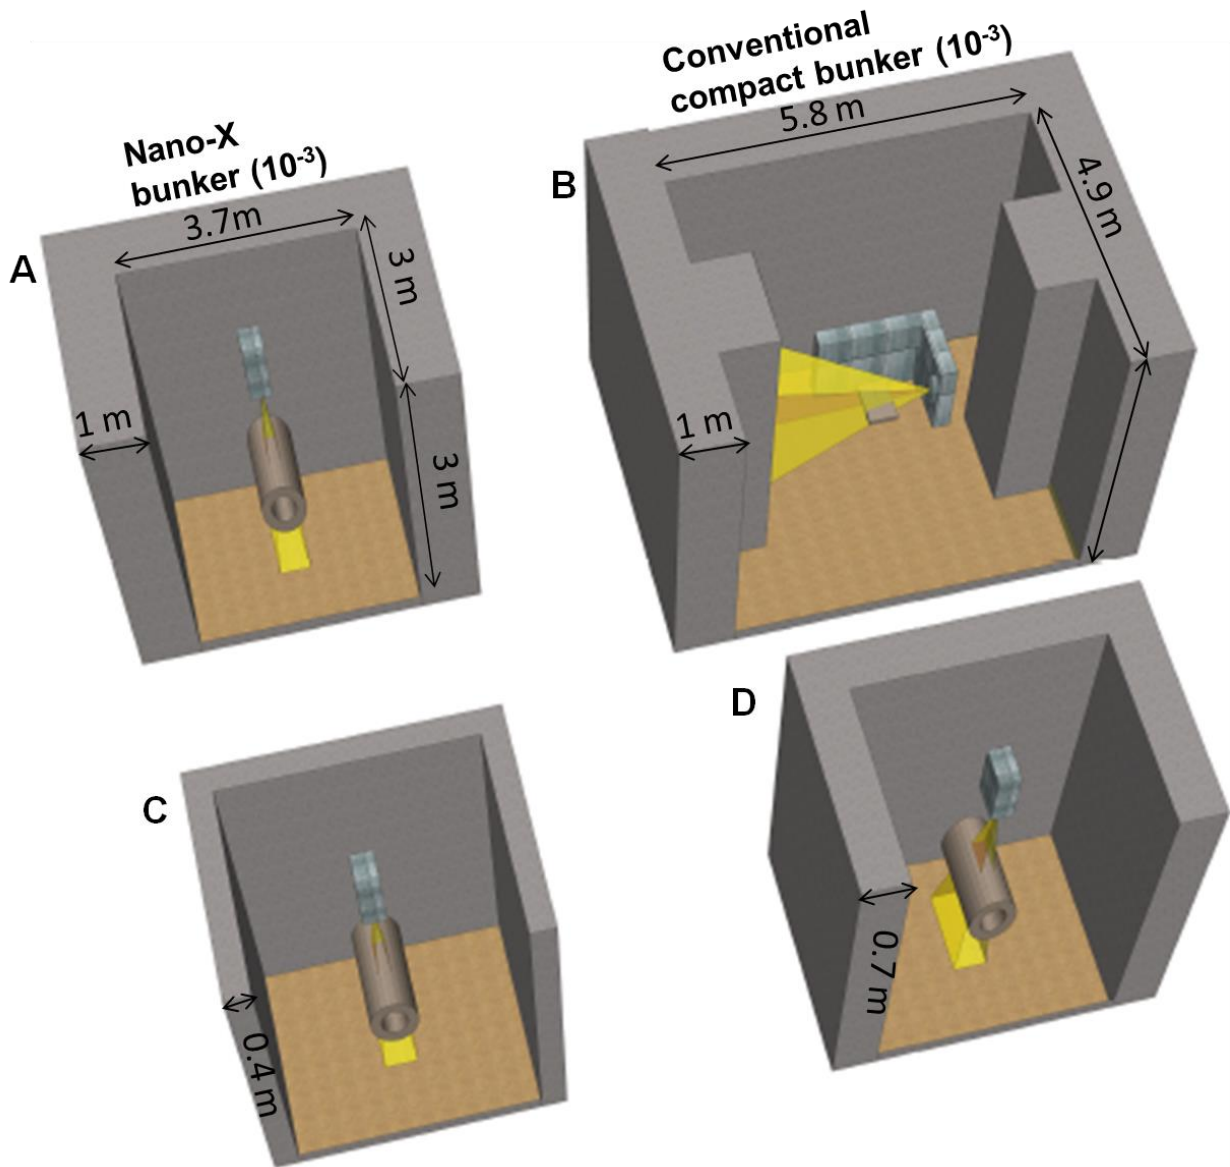 Nano-X
bunker (10⁻³)
A
3.7m
3 m
1 m
3 m
Conventional
compact bunker (10⁻³)
B
5.8 m
4.9 m
1 m
C
0.4 m
D
0.7 m